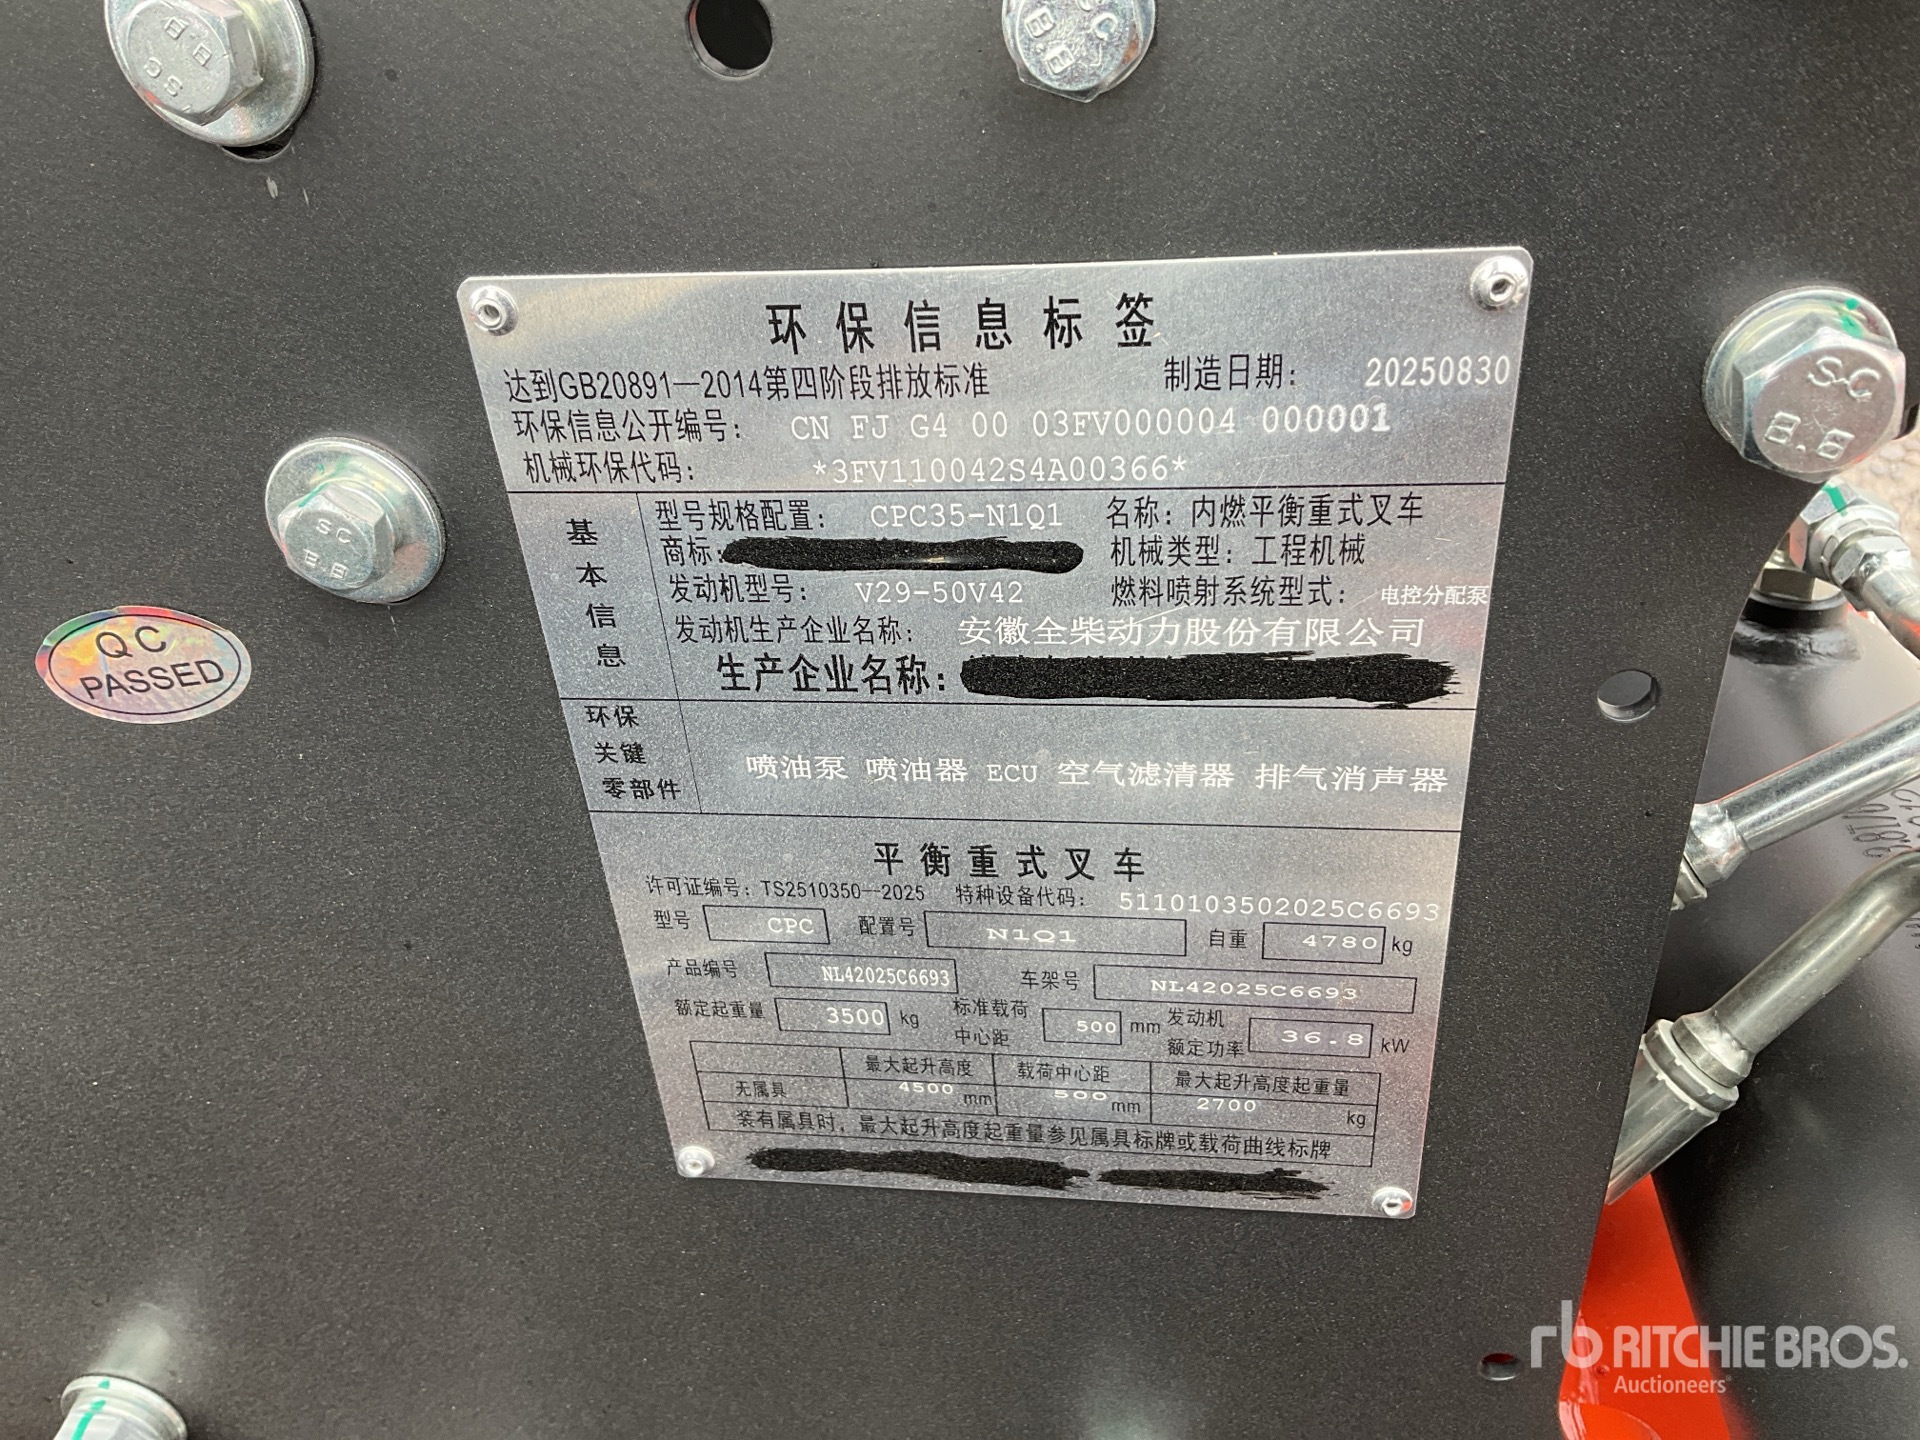 环保信息标签
达到GB20891—2014第四阶段排放标准 制造日期: 20250830
环保信息公开编号: CN FJ G4 00 03FV000004 000001
机械环保代码: *3FV110042S4A00366*
基本信息
型号规格配置: CPC35-N1Q1 名称: 内燃平衡重式叉车
商标: 机械类型: 工程机械
发动机型号: V29-50V42 燃料喷射系统型式: 电控分配泵
发动机生产企业名称: 安徽全柴动力股份有限公司
生产企业名称:
环保关键零部件
喷油泵 喷油器 ECU 空气滤清器 排气消声器
平衡重式叉车
许可证编号: TS2510350—2025 特种设备代码: 5110103502025C6693
型号 CPC 配置号 N1Q1 自重 4780 kg
产品编号 NL42025C6693 车架号 NL42025C6693
额定起重量 3500 kg 标准载荷中心距 500 mm 发动机额定功率 36.8 kW
最大起升高度 载荷中心距 最大起升高度起重量
无属具 4500 mm 500 mm 2700 kg
装有属具时，最大起升高度起重量参见属具标牌或载荷曲线标牌
QC
PASSED
8.8
SC
SC
8.8
SC
8.8
SC
8.8
rb RITCHIE BROS.
Auctioneers